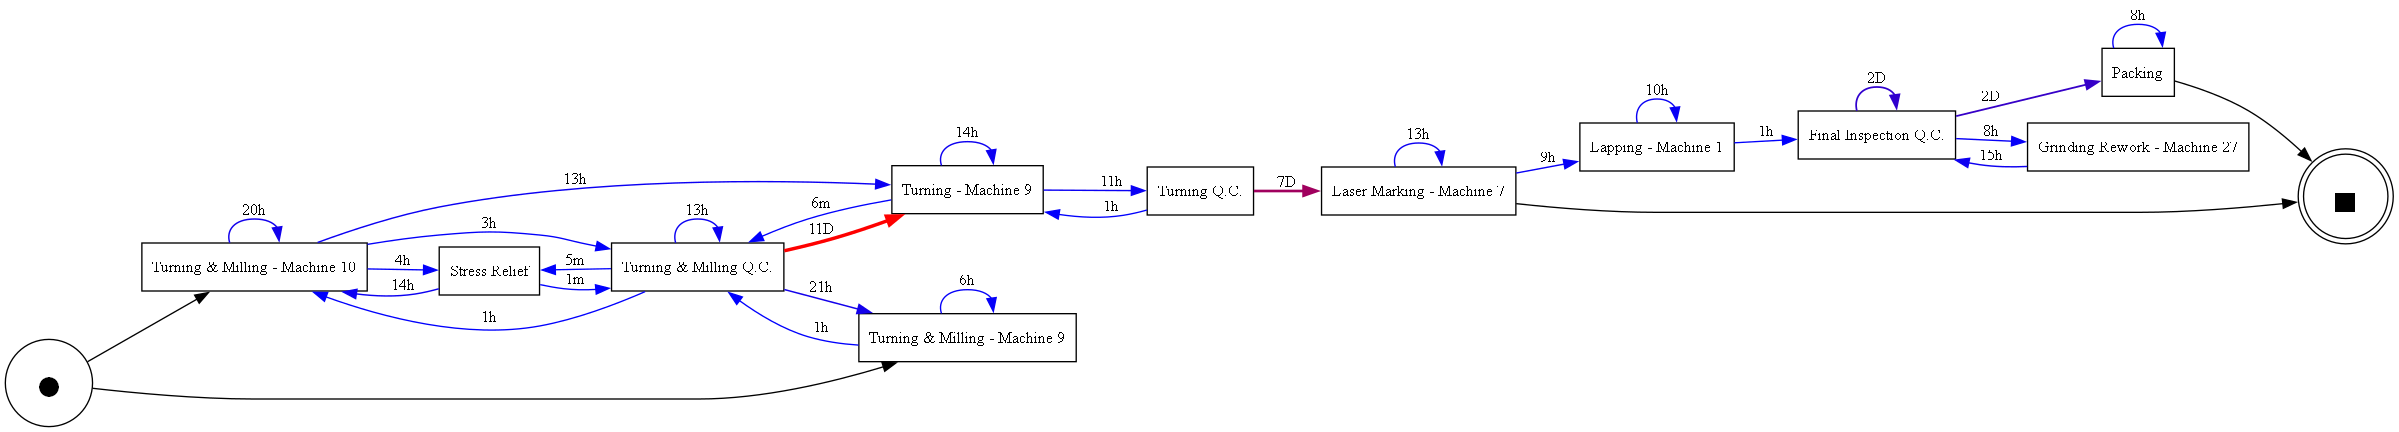 8h
Packing
2D
2D
10h
8h
15h
1h
Final Inspection Q.C.
Grinding Rework - Machine 27
Lapping - Machine 1
9h
13h
14h
13h
11h
7D
Laser Marking - Machine 7
Turning Q.C.
1h
Turning - Machine 9
6m
11D
20h
3h
13h
4h
5m
Turning & Milling - Machine 10
Stress Relief
Turning & Milling Q.C.
14h
1m
1h
21h
6h
1h
Turning & Milling - Machine 9